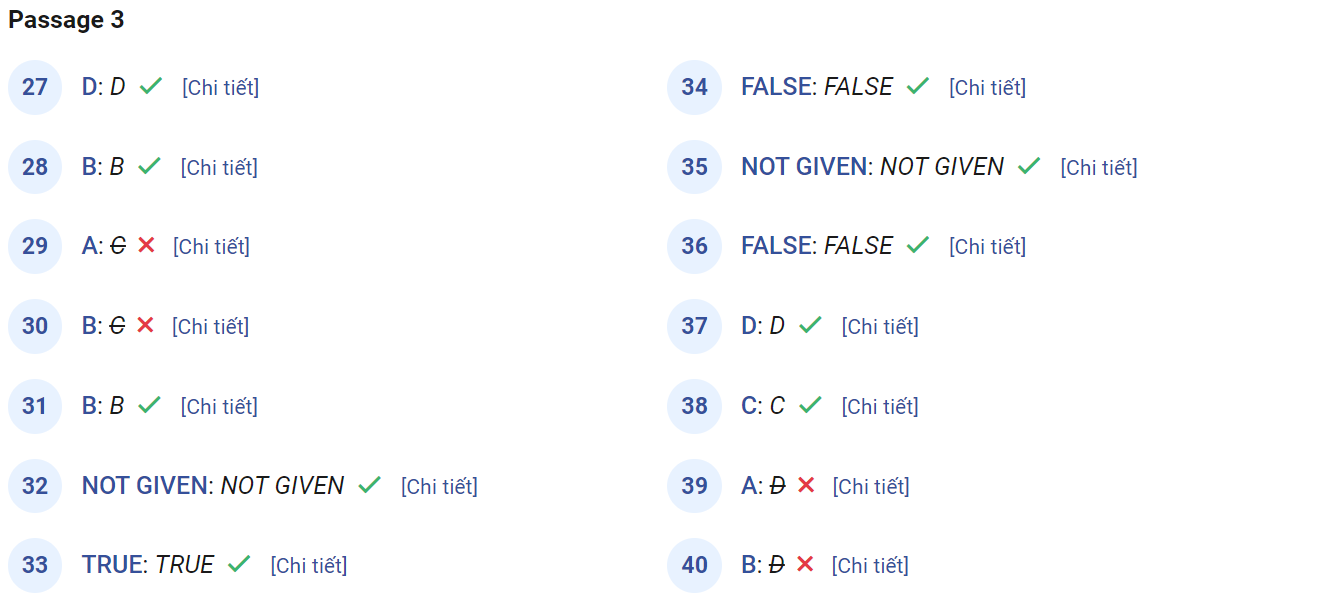 Passage 3
27 D: D [Chi tiết]
28 B: B [Chi tiết]
29 A: C [Chi tiết]
30 B: C [Chi tiết]
31 B: B [Chi tiết]
32 NOT GIVEN: NOT GIVEN [Chi tiết]
33 TRUE: TRUE [Chi tiết]
34 FALSE: FALSE [Chi tiết]
35 NOT GIVEN: NOT GIVEN [Chi tiết]
36 FALSE: FALSE [Chi tiết]
37 D: D [Chi tiết]
38 C: C [Chi tiết]
39 A: D [Chi tiết]
40 B: D [Chi tiết]